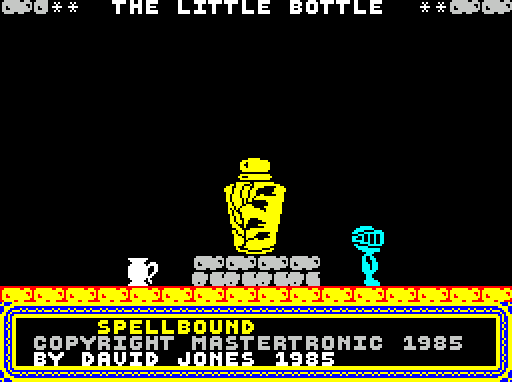 ** THE LITTLE BOTTLE **
SPELLBOUND
COPYRIGHT MASTERTRONIC 1985
BY DAVID JONES 1985